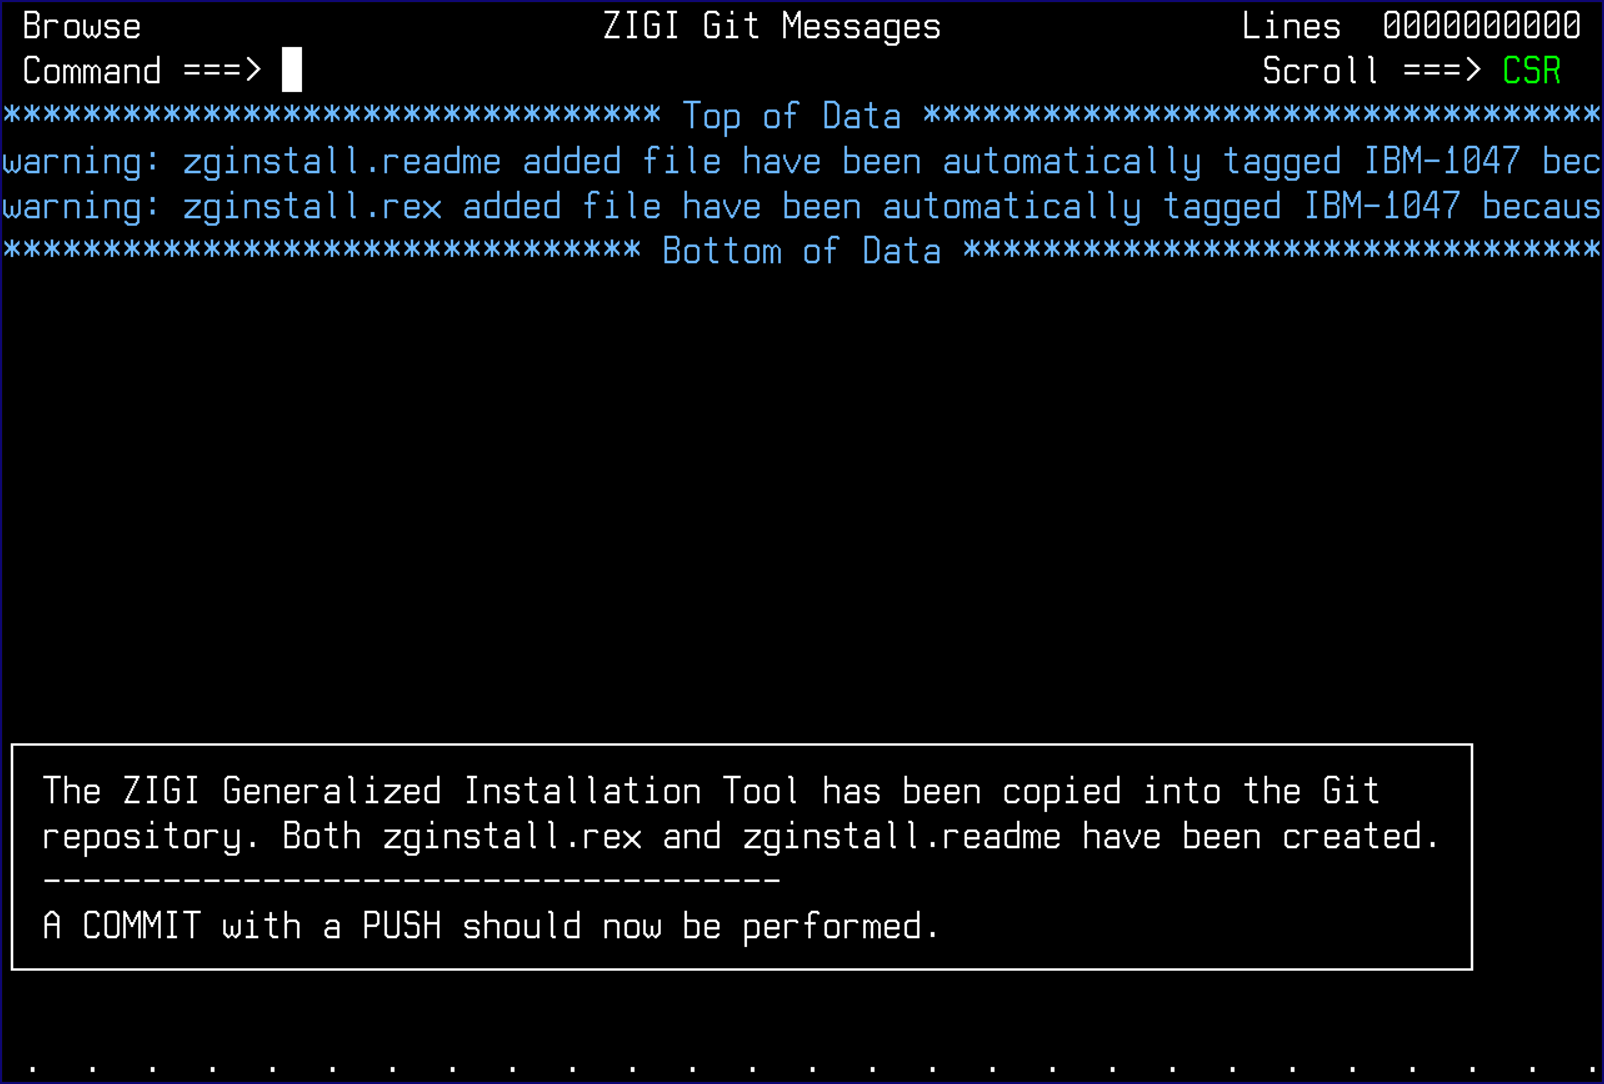 Browse ZIGI Git Messages Lines 0000000000
Command ===> Scroll ===> CSR
********************************* Top of Data **********************************
warning: zginstall.readme added file have been automatically tagged IBM-1047 bec
warning: zginstall.rex added file have been automatically tagged IBM-1047 becaus
******************************** Bottom of Data ********************************
The ZIGI Generalized Installation Tool has been copied into the Git
repository. Both zginstall.rex and zginstall.readme have been created.
-------------------------------------
A COMMIT with a PUSH should now be performed.
. . . . . . . . . . . . . . . . . . . . . . . . . . .